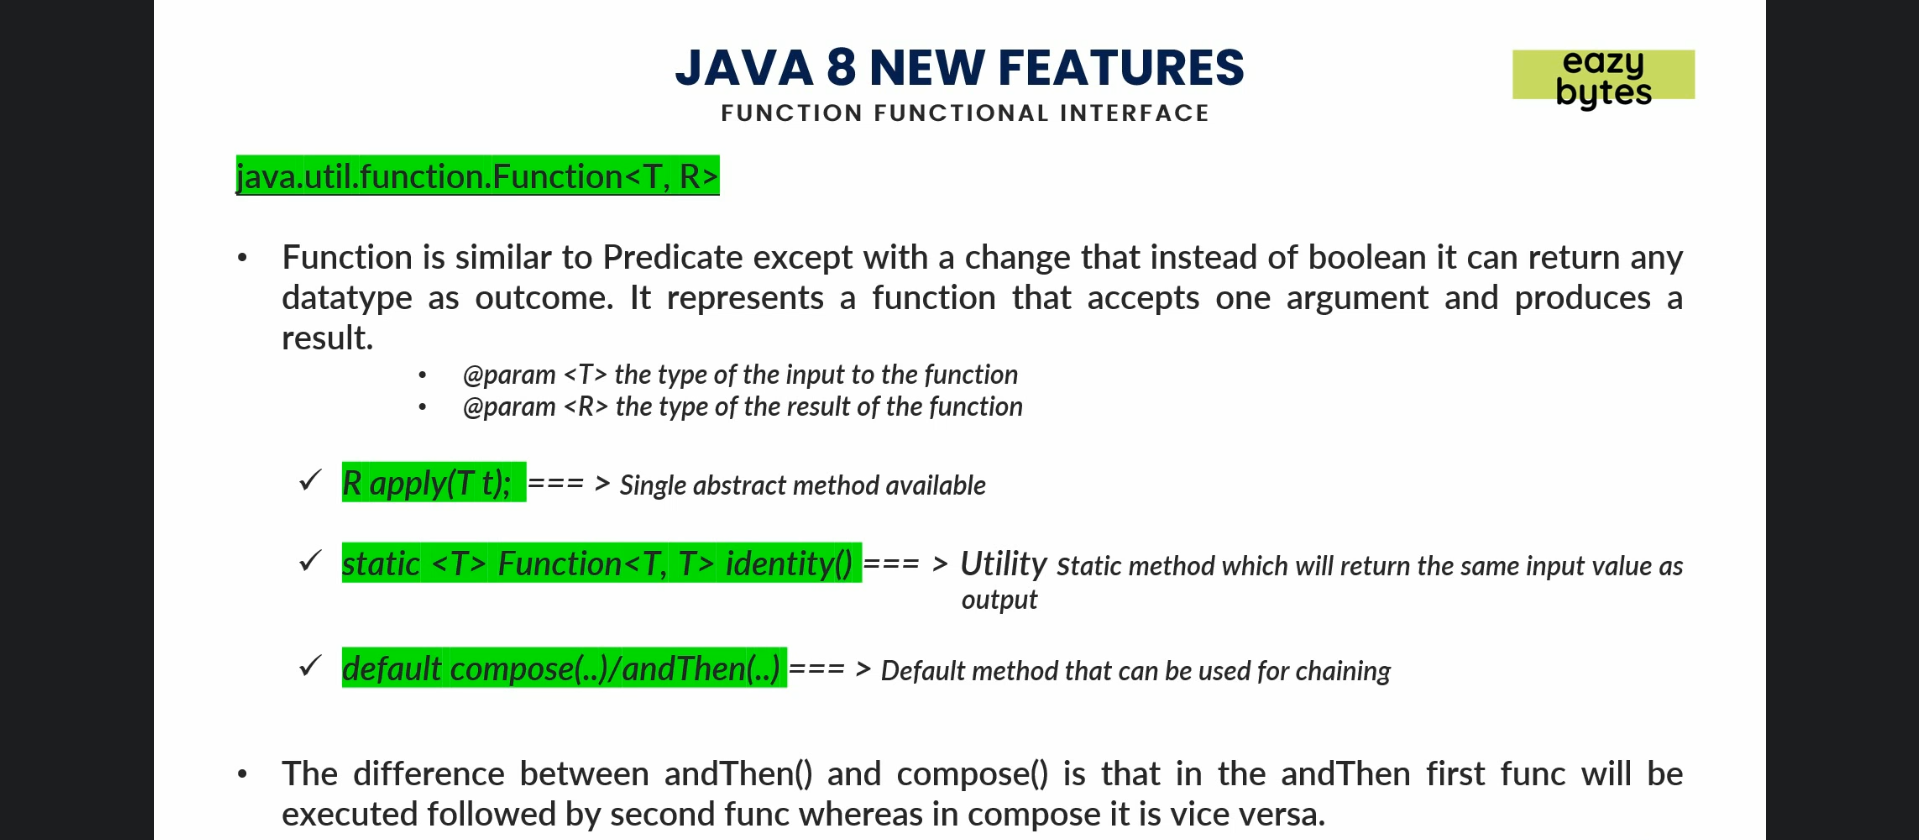 JAVA 8 NEW FEATURES
FUNCTION FUNCTIONAL INTERFACE
eazy
bytes
java.util.function.Function<T, R>
• Function is similar to Predicate except with a change that instead of boolean it can return any
datatype as outcome. It represents a function that accepts one argument and produces a
result.
• @param <T> the type of the input to the function
• @param <R> the type of the result of the function
✓ R apply(T t); === > Single abstract method available
✓ static <T> Function<T, T> identity() === > Utility static method which will return the same input value as
output
✓ default compose(..)/andThen(..) === > Default method that can be used for chaining
• The difference between andThen() and compose() is that in the andThen first func will be
executed followed by second func whereas in compose it is vice versa.